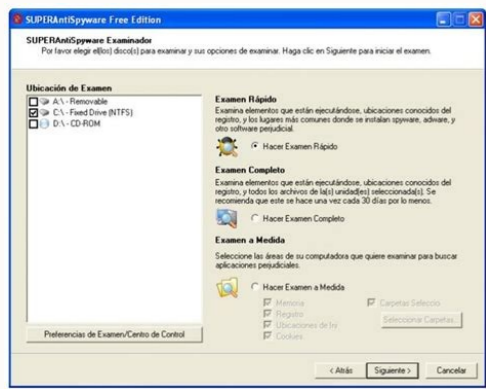 SUPERAntiSpyware Free Edition
SUPERAntiSpyware Examinador
Por favor elegir el(los) disco(s) para examinar y sus opciones de examinar. Haga clic en Siguiente para iniciar el examen.
Ubicación de Examen
A:\ - Removable
C:\ - Fixed Drive (NTFS)
D:\ - CD-ROM
Preferencias de Examen/Centro de Control
Examen Rápido
Examina elementos que están ejecutándose, ubicaciones conocidos del
registro, y los lugares más comunes donde se instalan spyware, adware, y
otro software perjudicial.
Hacer Examen Rápido
Examen Completo
Examina elementos que están ejecutándose, ubicaciones conocidos del
registro, y todos los archivos de la(s) unidad(es) seleccionada(s). Se
recomienda que este se hace una vez cada 30 días por lo menos.
Hacer Examen Completo
Examen a Medida
Seleccione las áreas de su computadora que quiere examinar para buscar
aplicaciones perjudiciales.
Hacer Examen a Medida
Memoria
Carpetas Seleccio
Registro
Seleccionar Carpetas...
Ubicaciones de
Cookies
< Atrás
Siguiente >
Cancelar